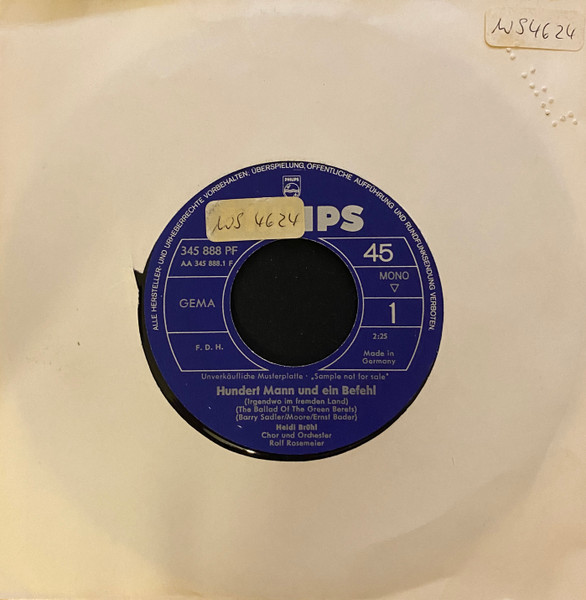 WS4624
ALLE HERSTELLER- UND URHEBERRECHTE VORBEHALTEN; ÜBERSPIELUNG, ÖFFENTLICHE AUFFÜHRUNG UND RUNDFUNKSENDUNG VERBOTEN.
PHILIPS
WS 4624
IPS
345 888 PF
AA 345 888.1 F
45
MONO
▽
GEMA
1
2:25
F. D. H.
Made in
Germany
Unverkäufliche Musterplatte - „Sample not for sale"
Hundert Mann und ein Befehl
(Irgendwo im fremden Land)
(The Ballad Of The Green Berets)
(Barry Sadler/Moore/Ernst Bader)
Heidi Brühl
Chor und Orchester
Rolf Rosemeier